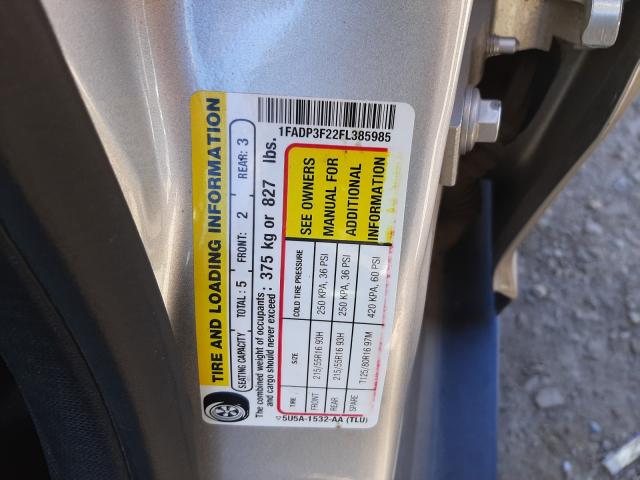 TIRE AND LOADING INFORMATION
SEATING CAPACITY TOTAL: 5 FRONT: 2 REAR: 3
The combined weight of occupants and cargo should never exceed: 375 kg or 827 lbs.
TIRE SIZE COLD TIRE PRESSURE
FRONT 215/55R16 93H 250 KPA, 36 PSI
REAR 215/55R16 93H 250 KPA, 36 PSI
SPARE T125/80R16 97M 420 KPA, 60 PSI
SEE OWNERS
MANUAL FOR
ADDITIONAL
INFORMATION
5U5A-1532-AA (TLU)
1FADP3F22FL385985